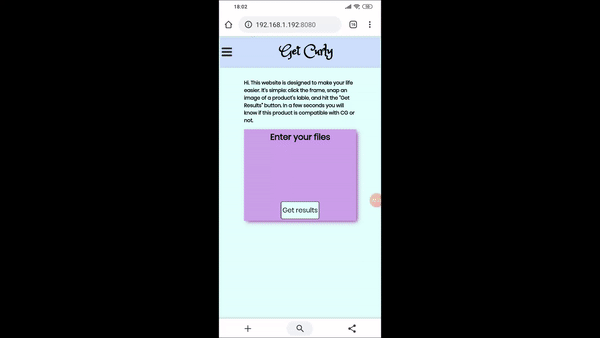 18.02
192.168.1.192:8080
Get Curly
Hi. This website is designed to make your life
easier. It's simple: click the frame, snap an
image of a product's lable, and hit the "Get
Results" button. In a few seconds you will
know if this product is compatible with CG or
not.
Enter your files
Get results